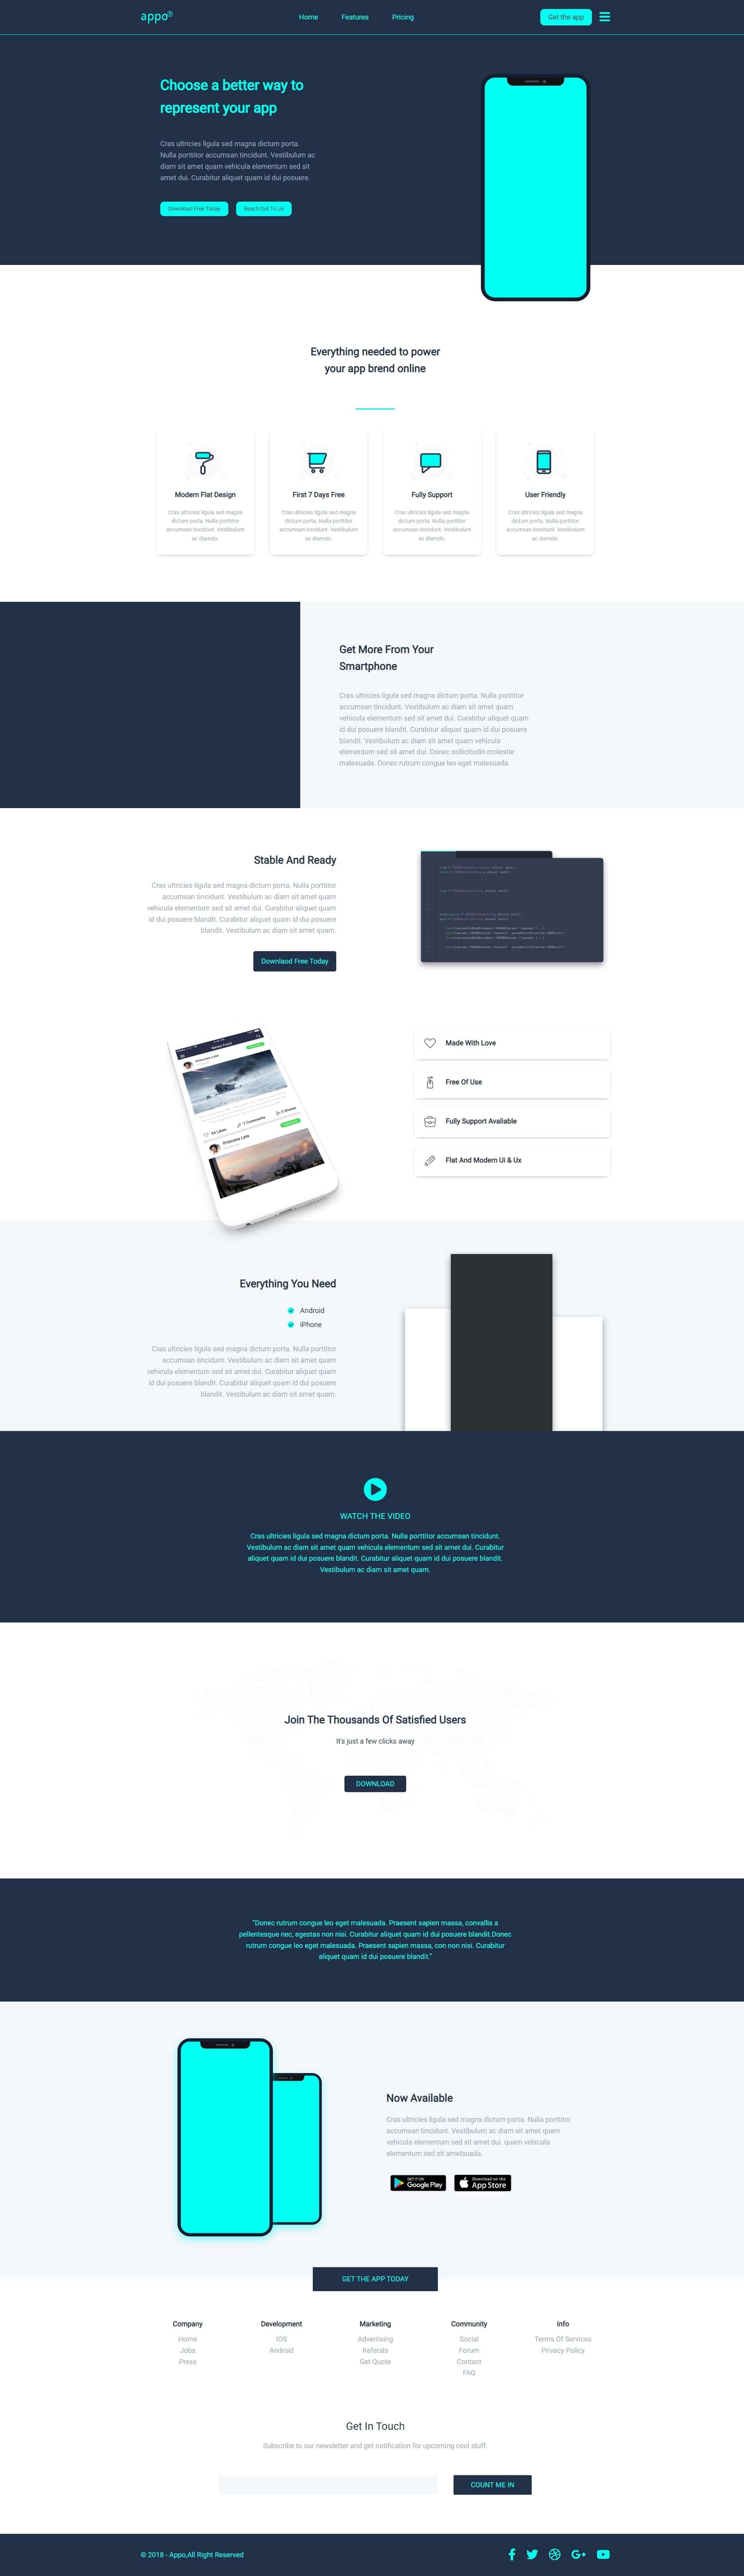 appo®
Home Features Pricing
Get the app
Choose a better way to
represent your app
Cras ultricies ligula sed magna dictum porta.
Nulla porttitor accumsan tincidunt. Vestibulum ac
diam sit amet quam vehicula elementum sed sit
amet dui. Curabitur aliquet quam id dui posuere.
Download Free Today
Reach Out To Us
Everything needed to power
your app brend online
Modern Flat Design
Cras ultricies ligula sed magna
dictum porta. Nulla porttitor
accumsan tincidunt. Vestibulum
ac diamdo.
First 7 Days Free
Cras ultricies ligula sed magna
dictum porta. Nulla porttitor
accumsan tincidunt. Vestibulum
ac diamdo.
Fully Support
Cras ultricies ligula sed magna
dictum porta. Nulla porttitor
accumsan tincidunt. Vestibulum
ac diamdo.
User Friendly
Cras ultricies ligula sed magna
dictum porta. Nulla porttitor
accumsan tincidunt. Vestibulum
ac diamdo.
Get More From Your
Smartphone
Cras ultricies ligula sed magna dictum porta. Nulla porttitor
accumsan tincidunt. Vestibulum ac diam sit amet quam
vehicula elementum sed sit amet dui. Curabitur aliquet quam
id dui posuere blandit. Curabitur aliquet quam id dui posuere
blandit. Vestibulum ac diam sit amet quam vehicula
elementum sed sit amet dui. Donec sollicitudin molestie
malesuada. Donec rutrum congue leo eget malesuada.
Stable And Ready
Cras ultricies ligula sed magna dictum porta. Nulla porttitor
accumsan tincidunt. Vestibulum ac diam sit amet quam
vehicula elementum sed sit amet dui. Curabitur aliquet quam
id dui posuere blandit. Curabitur aliquet quam id dui posuere
blandit. Vestibulum ac diam sit amet quam.
Downlaod Free Today
News Feed
Princess Leia
24 Likes
7 Comments
3 Shares
Princess Leia
Made With Love
Free Of Use
Fully Support Avaliable
Flat And Modern Ui & Ux
Everything You Need
Android
iPhone
Cras ultricies ligula sed magna dictum porta. Nulla porttitor
accumsan tincidunt. Vestibulum ac diam sit amet quam
vehicula elementum sed sit amet dui. Curabitur aliquet quam
id dui posuere blandit. Curabitur aliquet quam id dui posuere
blandit. Vestibulum ac diam sit amet quam.
WATCH THE VIDEO
Cras ultricies ligula sed magna dictum porta. Nulla porttitor accumsan tincidunt.
Vestibulum ac diam sit amet quam vehicula elementum sed sit amet dui. Curabitur
aliquet quam id dui posuere blandit. Curabitur aliquet quam id dui posuere blandit.
Vestibulum ac diam sit amet quam.
Join The Thousands Of Satisfied Users
It's just a few clicks away
DOWNLOAD
"Donec rutrum congue leo eget malesuada. Praesent sapien massa, convallis a
pellentesque nec, egestas non nisi. Curabitur aliquet quam id dui posuere blandit.Donec
rutrum congue leo eget malesuada. Praesent sapien massa, con non nisi. Curabitur
aliquet quam id dui posuere blandit."
Now Available
Cras ultricies ligula sed magna dictum porta. Nulla porttitor
accumsan tincidunt. Vestibulum ac diam sit amet quam
vehicula elementum sed sit amet dui. quam vehicula
elementum sed sit ametsuada.
GET IT ON
Google Play
Download on the
App Store
GET THE APP TODAY
Company
Home
Jobs
Press
Development
IOS
Android
Marketing
Advertising
Referals
Get Quote
Community
Social
Forum
Contact
FAQ
Info
Terms Of Services
Privacy Policy
Get In Touch
Subscribe to our newsletter and get notification for upcoming cool stuff.
COUNT ME IN
© 2018 - Appo,All Right Reserved